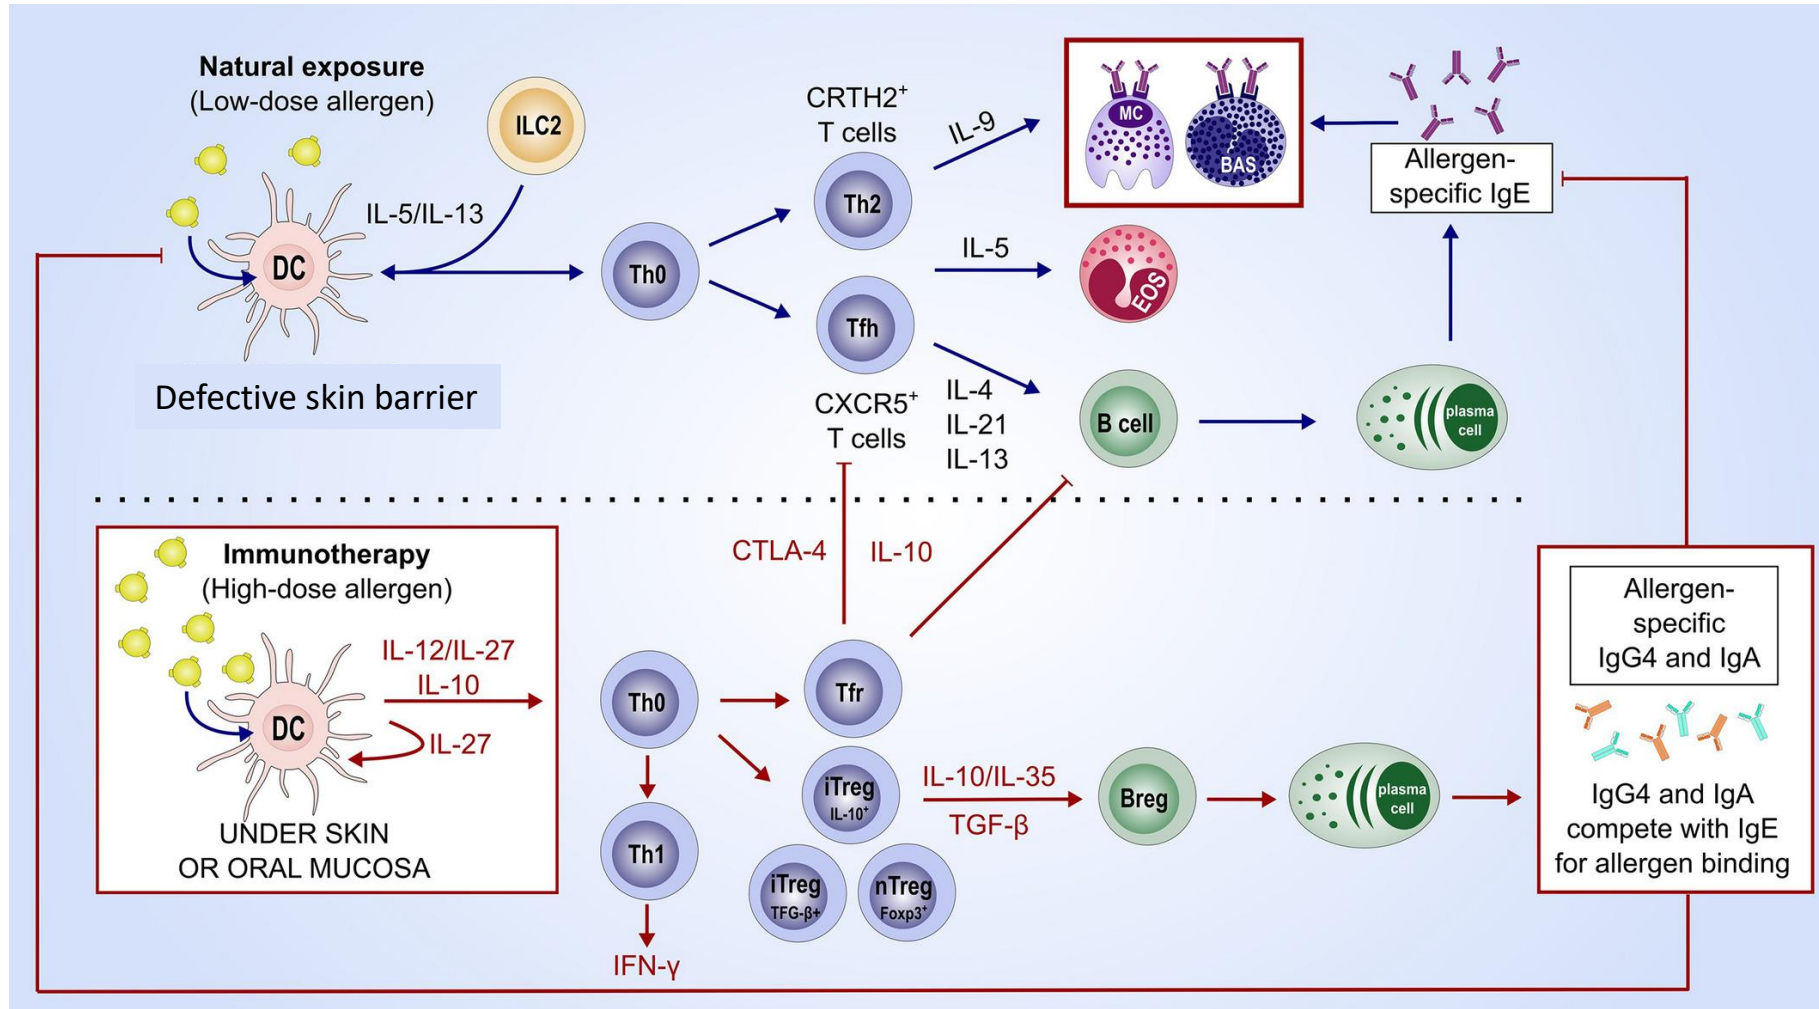 Natural exposure
(Low-dose allergen)
ILC2
IL-5/IL-13
DC
Defective skin barrier
Th0
CRTH2⁺
T cells
Th2
Tfh
CXCR5⁺
T cells
IL-9
MC
BAS
IL-5
EOS
IL-4
IL-21
IL-13
B cell
plasma
cell
Allergen-
specific IgE
Immunotherapy
(High-dose allergen)
IL-12/IL-27
IL-10
DC
IL-27
UNDER SKIN
OR ORAL MUCOSA
Th0
Th1
IFN-γ
CTLA-4
IL-10
Tfr
iTreg
IL-10⁺
iTreg
TFG-β+
nTreg
Foxp3⁺
IL-10/IL-35
TGF-β
Breg
plasma
cell
Allergen-
specific
IgG4 and IgA
IgG4 and IgA
compete with IgE
for allergen binding